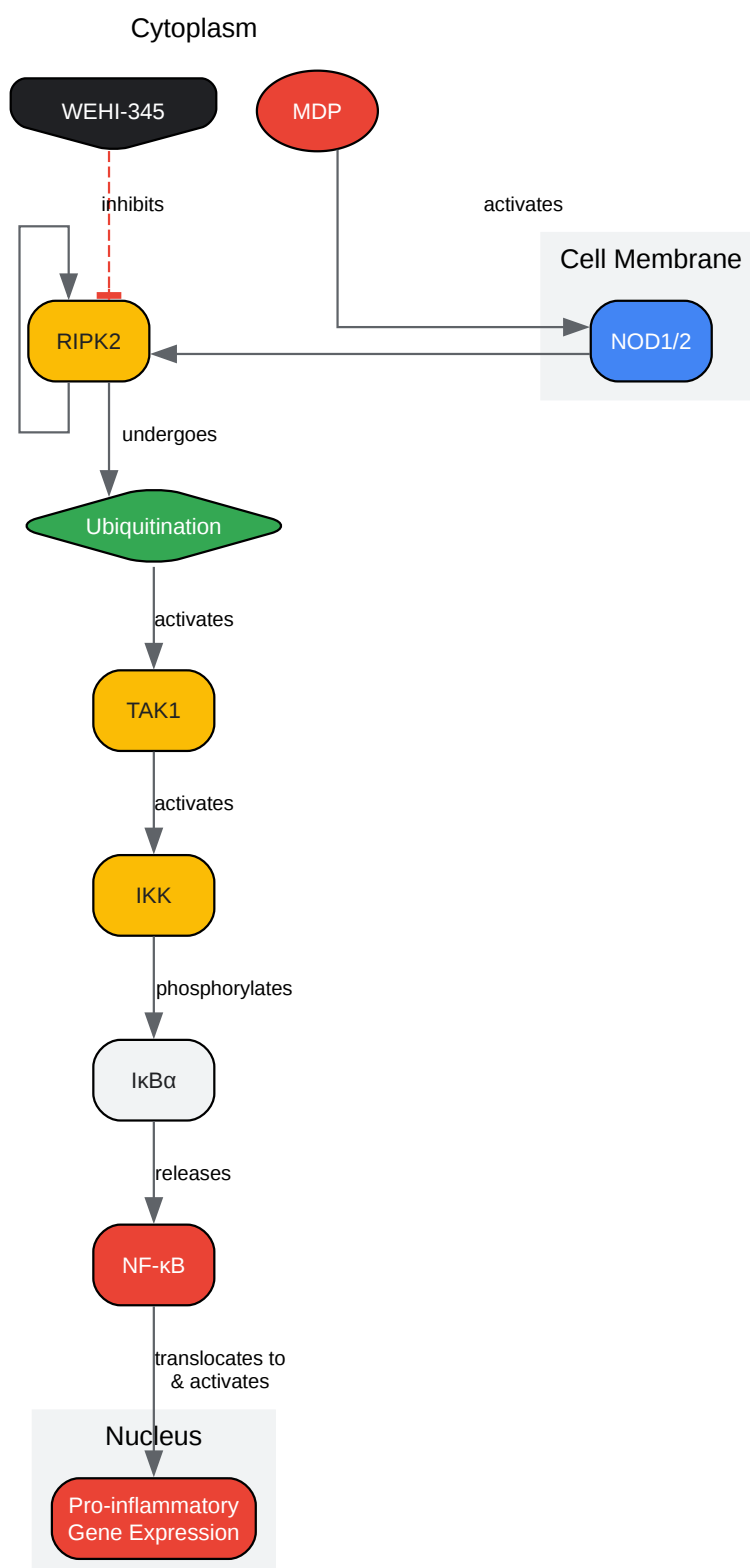 Cytoplasm
WEHI-345
MDP
inhibits
activates
Cell Membrane
RIPK2
NOD1/2
undergoes
Ubiquitination
activates
TAK1
activates
IKK
phosphorylates
IκBα
releases
NF-κB
translocates to
& activates
Nucleus
Pro-inflammatory
Gene Expression